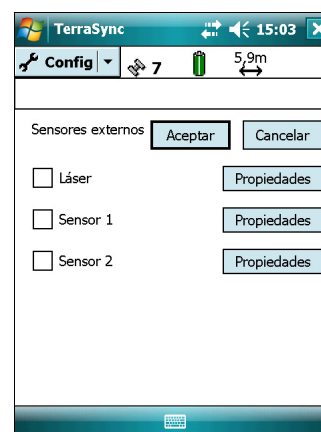 TerraSync 15:03
Config 7 5,9m
Sensores externos Aceptar Cancelar
Láser Propiedades
Sensor 1 Propiedades
Sensor 2 Propiedades